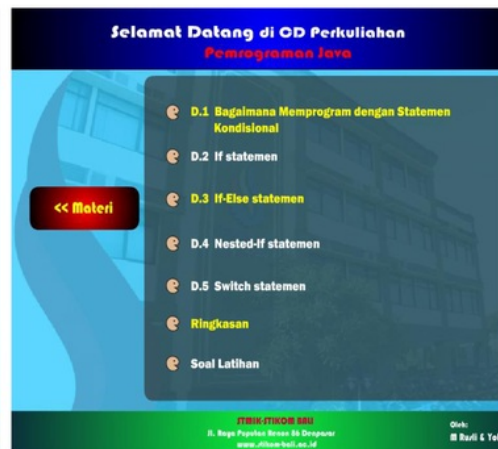 Selamat Datang di CD Perkuliahan
Pemrograman Java
D.1 Bagaimana Memprogram dengan Statemen
Kondisional
D.2 If statemen
<< Materi
D.3 If-Else statemen
D.4 Nested-If statemen
D.5 Switch statemen
Ringkasan
Soal Latihan
STMIK STIKOM BALI
Jl. Raya Puputan Renon 86 Denpasar
www.stikom-bali.ac.id
Oleh:
M Rusli &